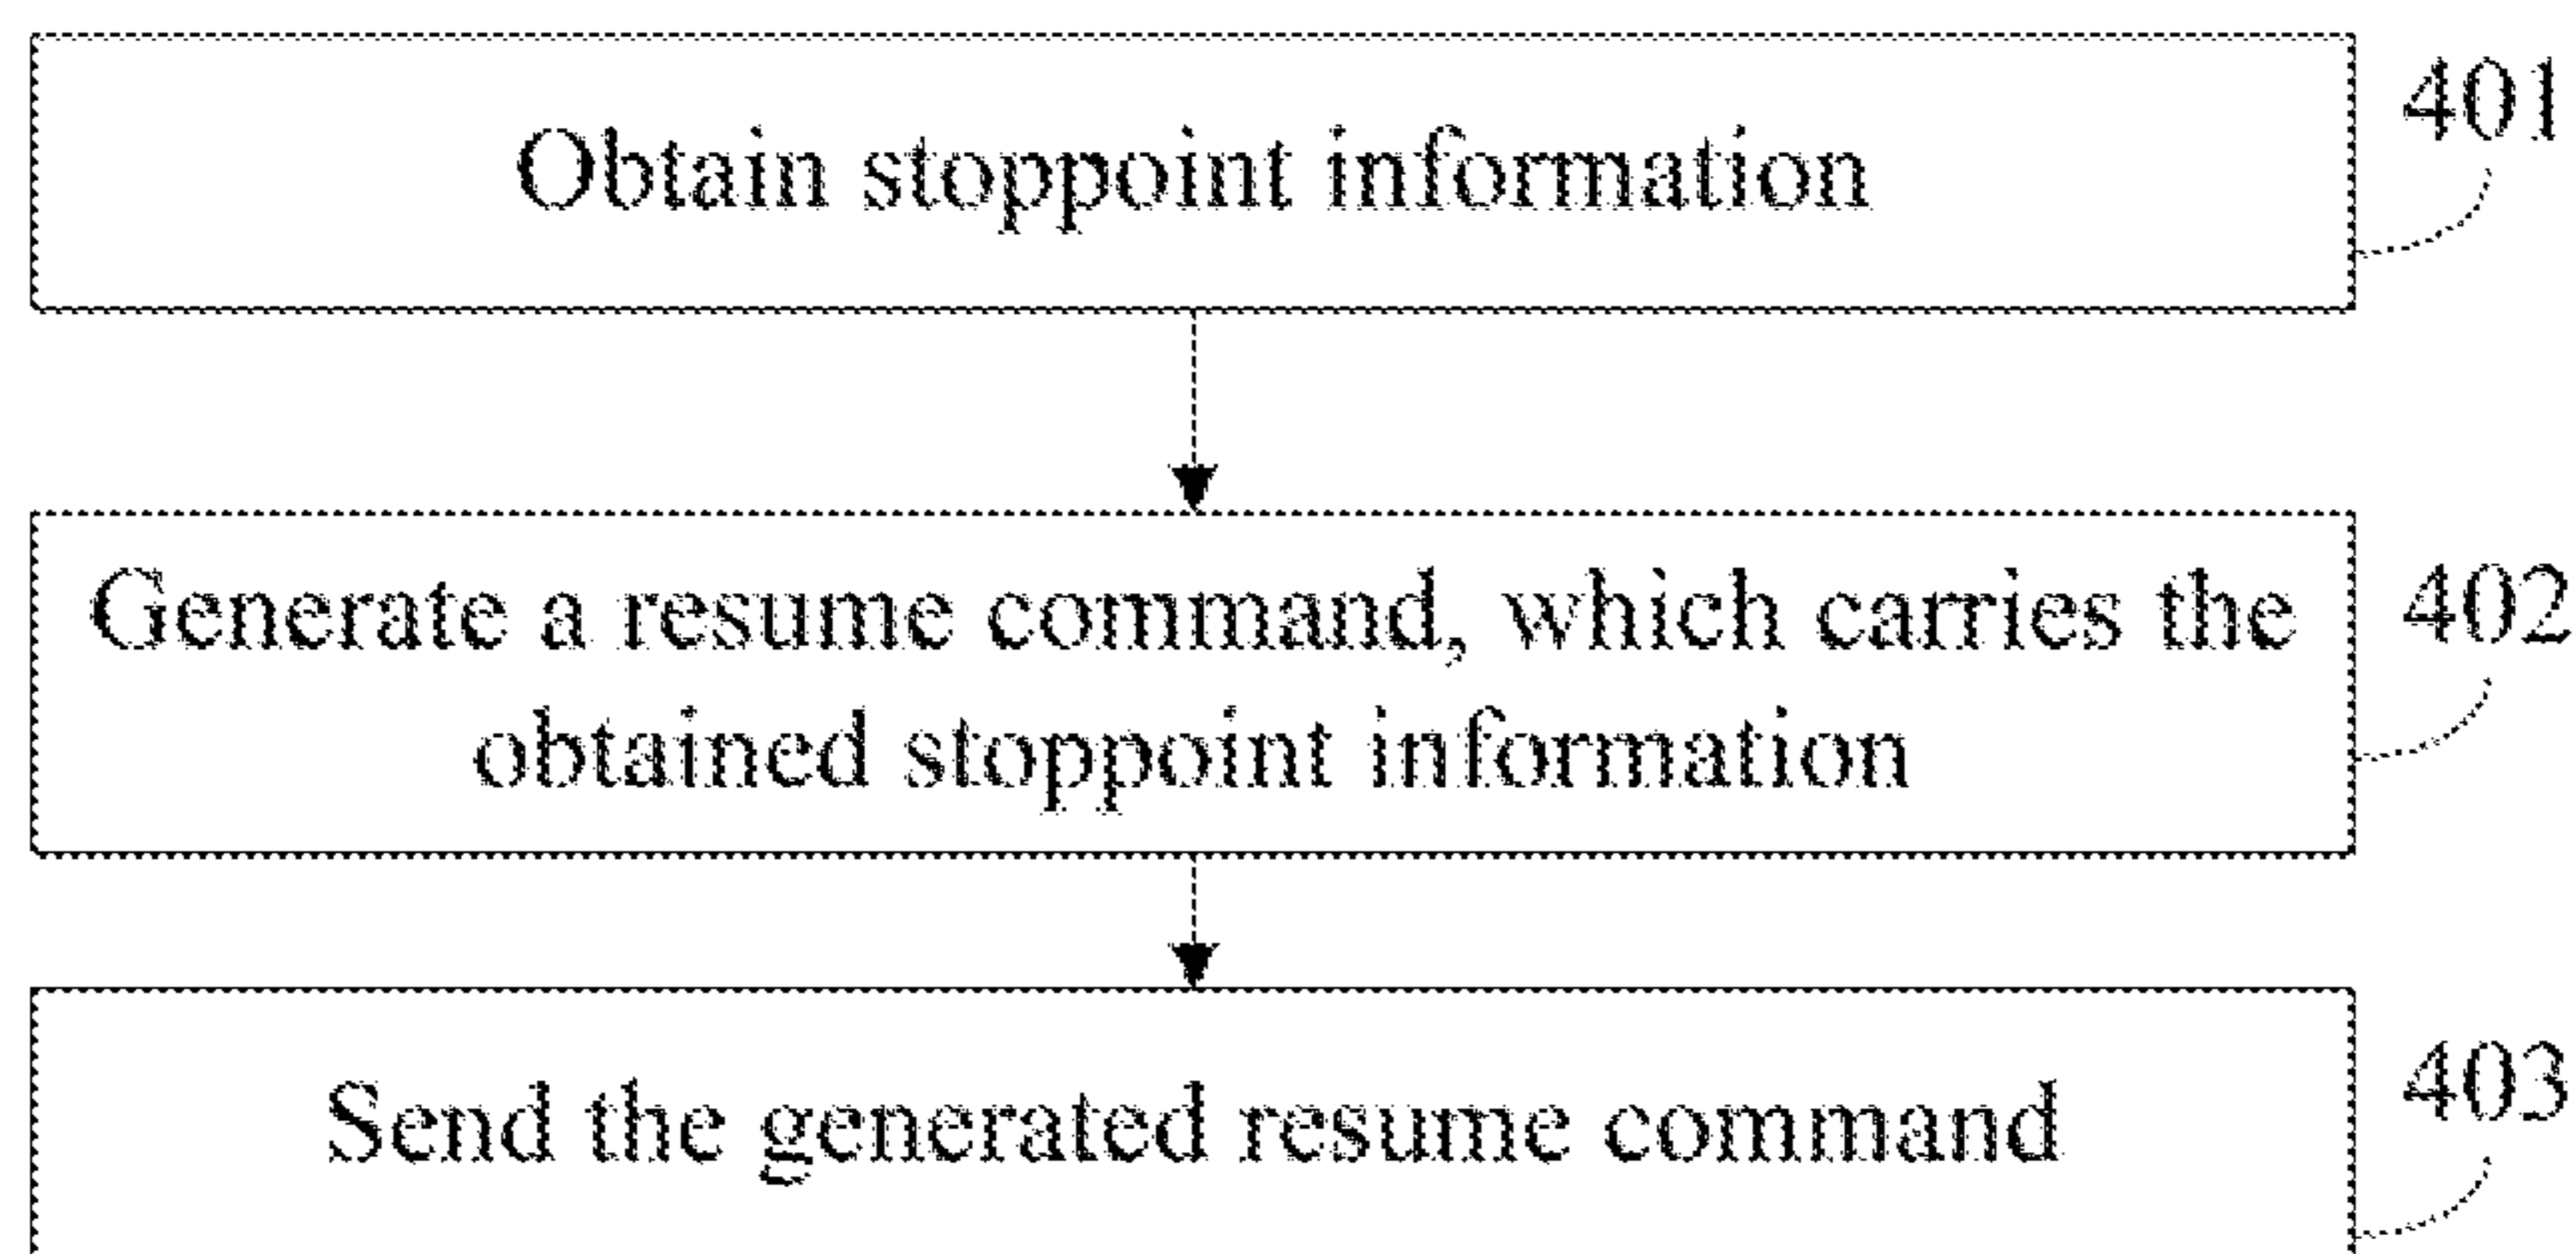 401
Obtain stoppoint information
402
Generate a resume command, which carries the
obtained stoppoint information
403
Send the generated resume command